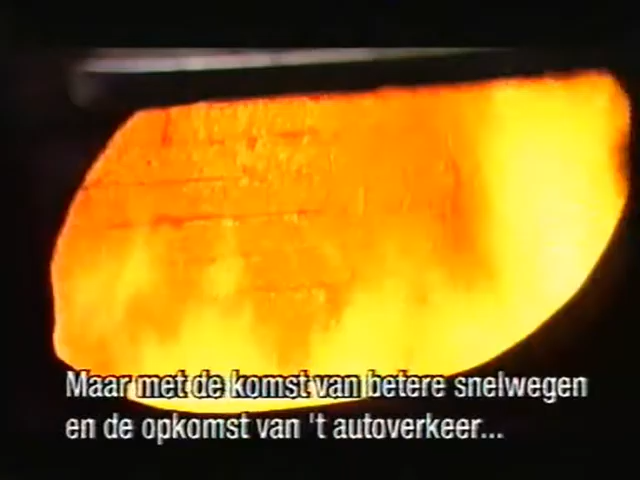 Maar met de komst van betere snelwegen
en de opkomst van 't autoverkeer...